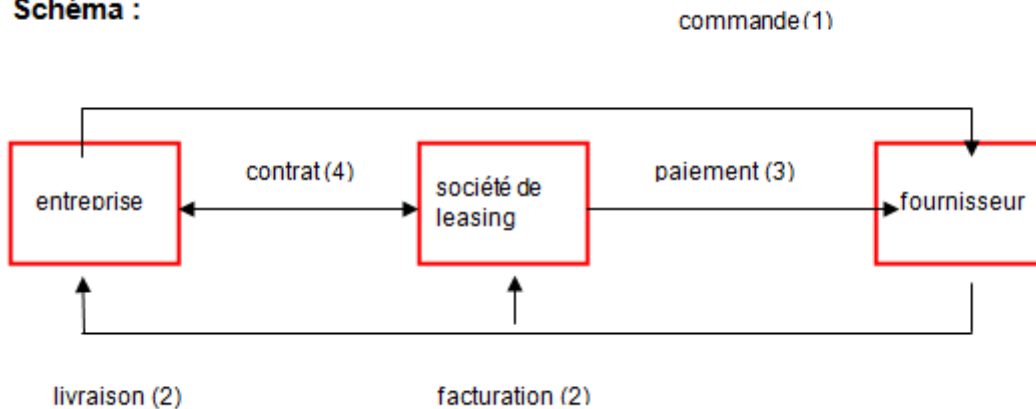 Schéma :
commande(1)
contrat (4)
paiement (3)
entreprise
société de
leasing
fournisseur
livraison (2)
facturation (2)